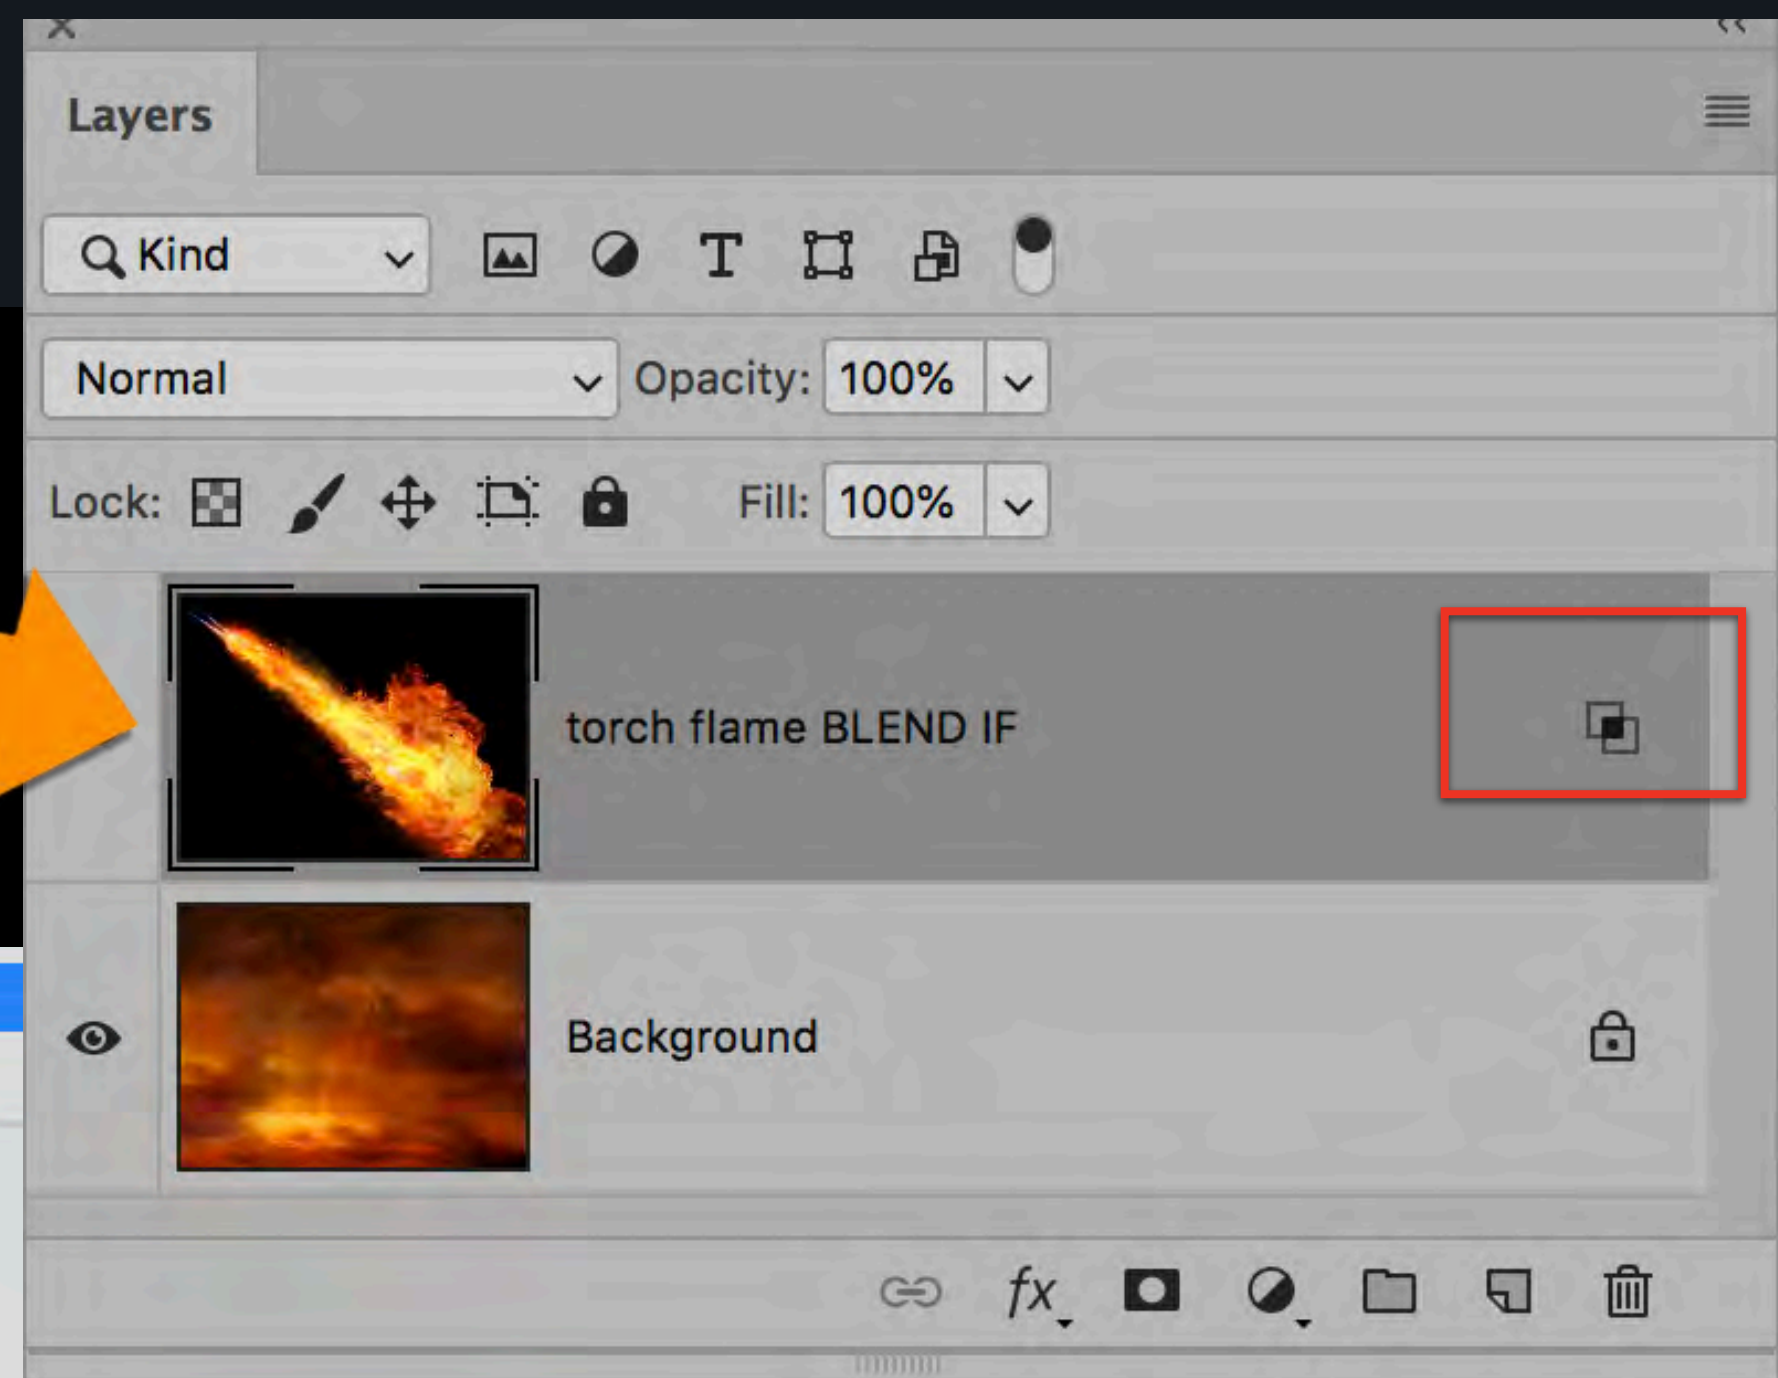 Layers
Kind
Normal
Opacity: 100%
Lock:
Fill: 100%
torch flame BLEND IF
Background
fx